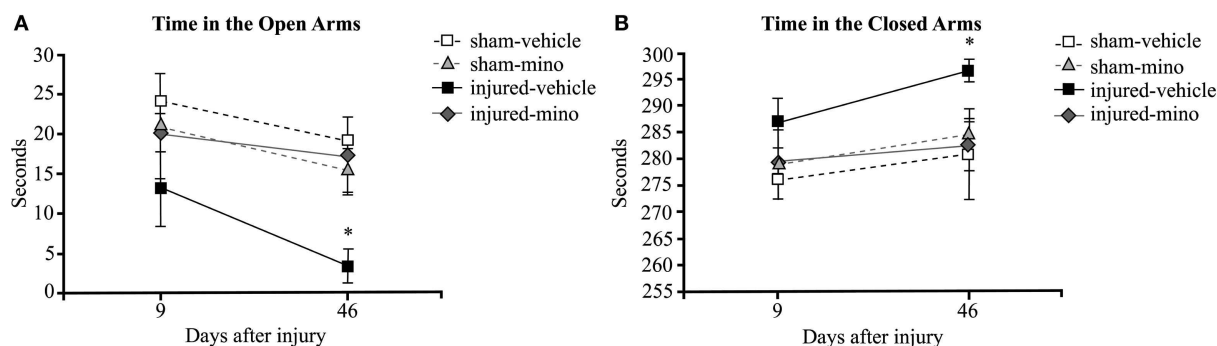 A
Time in the Open Arms
sham-vehicle
sham-mino
injured-vehicle
injured-mino
30
25
20
15
10
5
0
Seconds
*
9
46
Days after injury
B
Time in the Closed Arms
sham-vehicle
sham-mino
injured-vehicle
injured-mino
300
295
290
285
280
275
270
265
260
255
Seconds
*
9
46
Days after injury